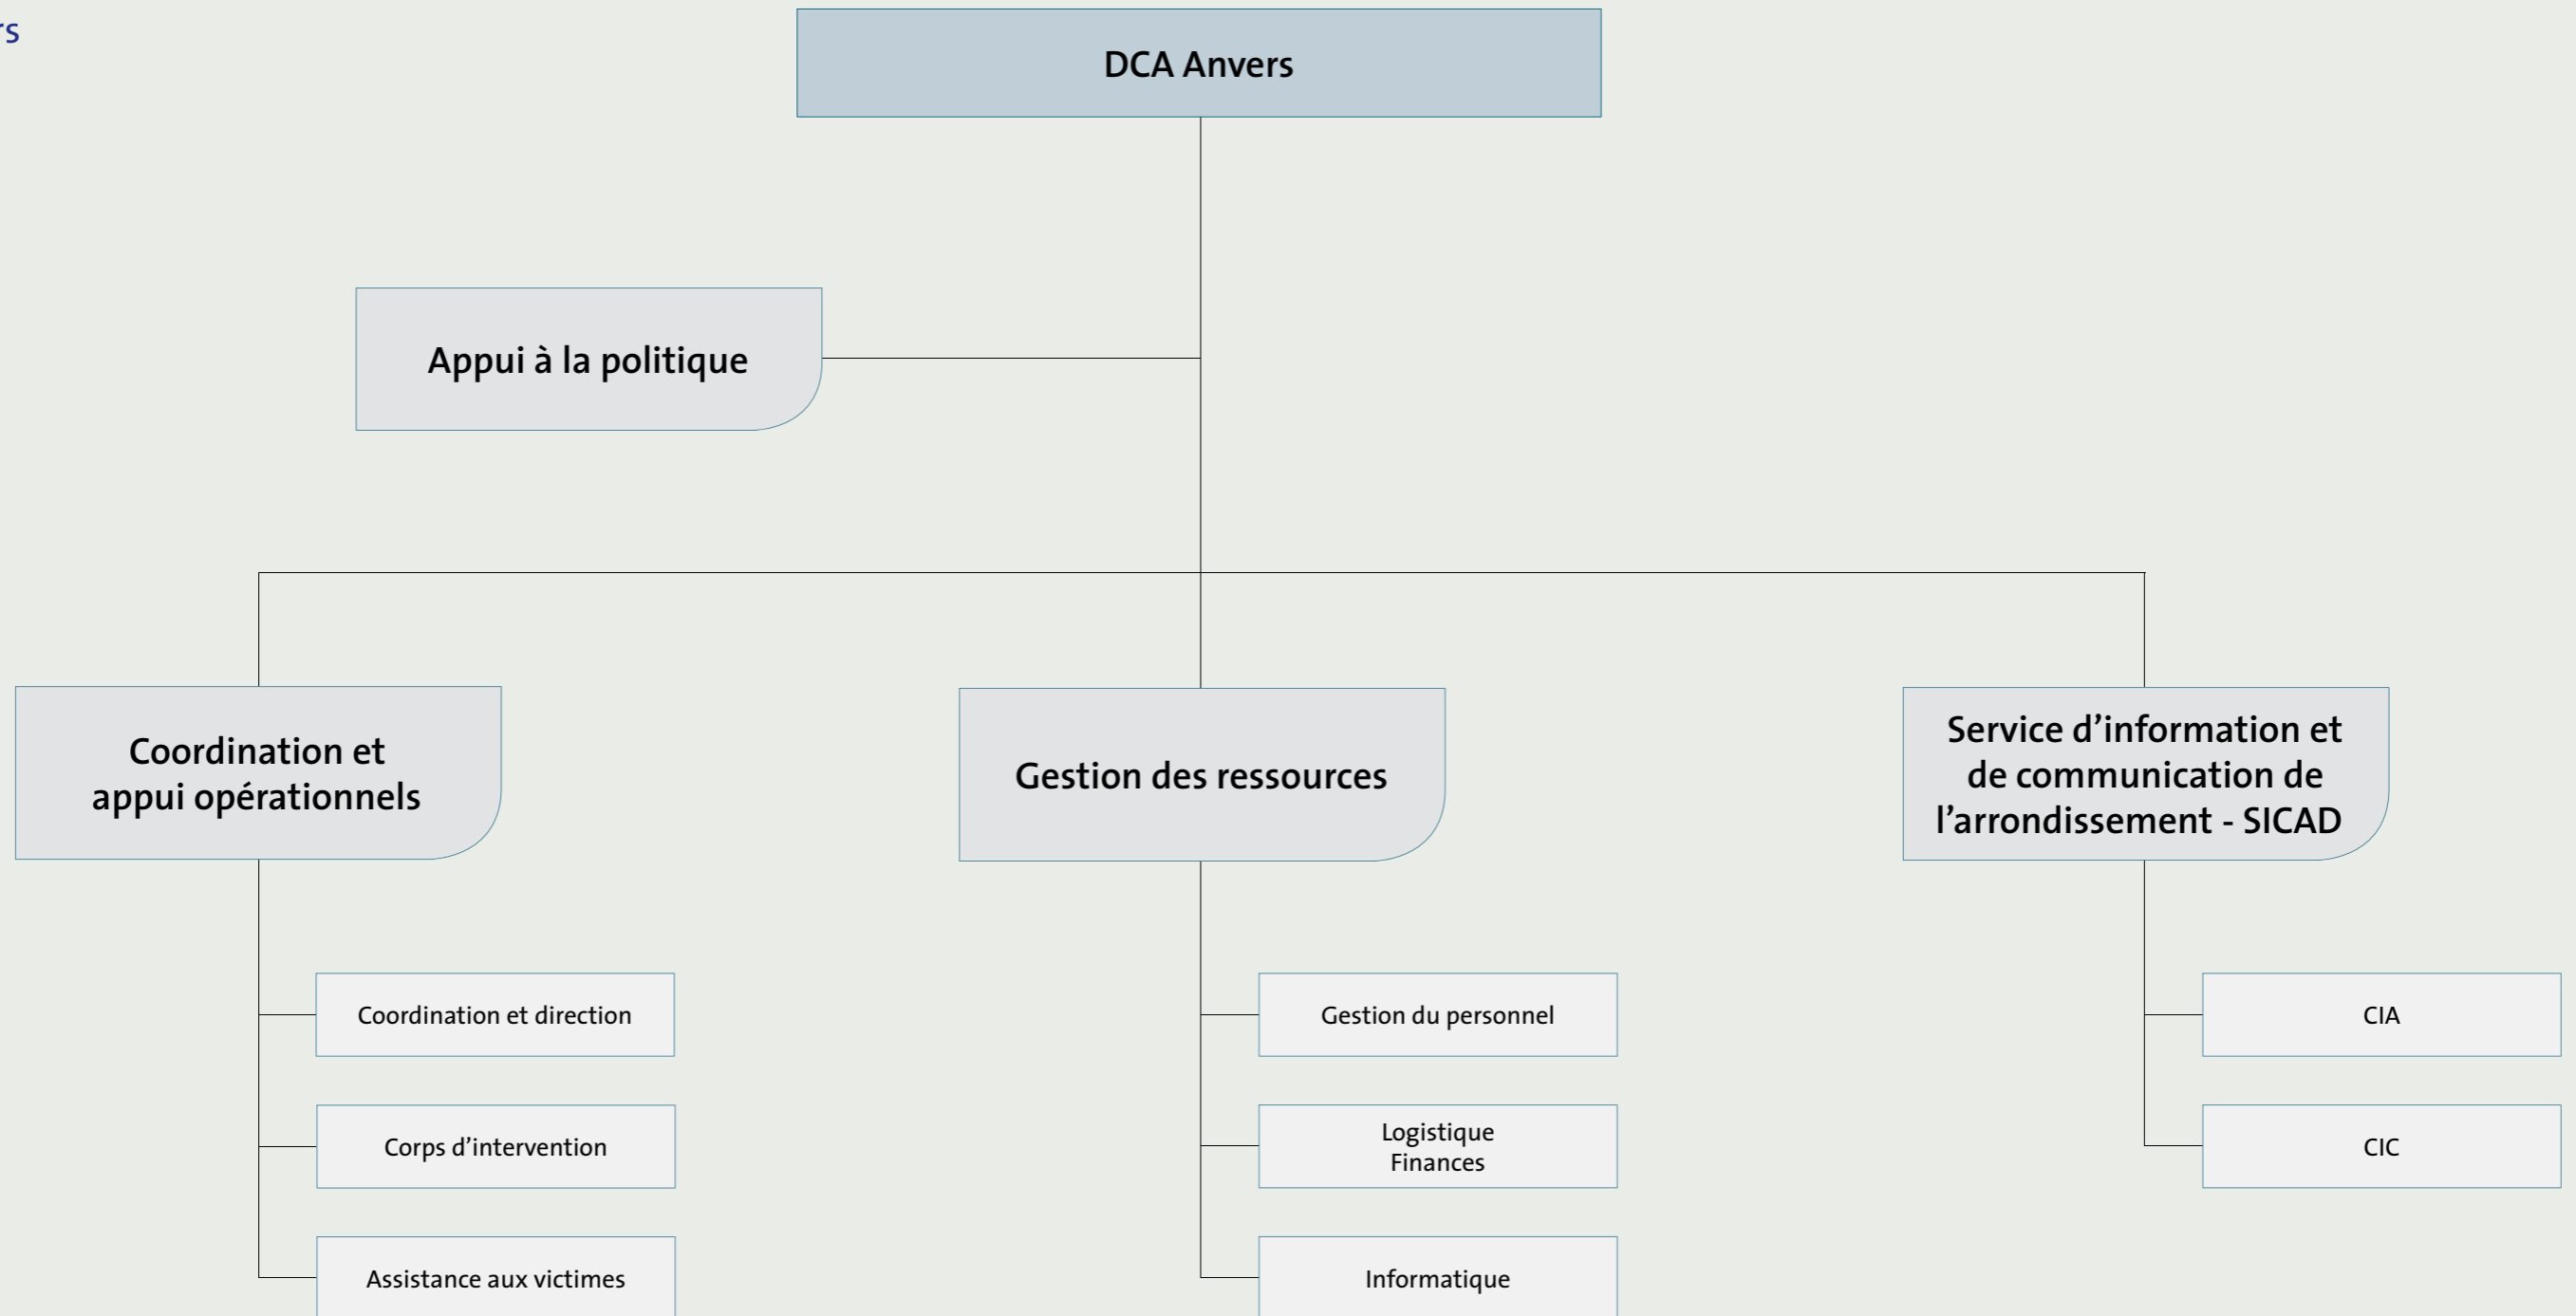 rs
DCA Anvers
Appui à la politique
Coordination et
appui opérationnels
Gestion des ressources
Service d’information et
de communication de
l’arrondissement - SICAD
Coordination et direction
Corps d’intervention
Assistance aux victimes
Gestion du personnel
Logistique
Finances
Informatique
CIA
CIC